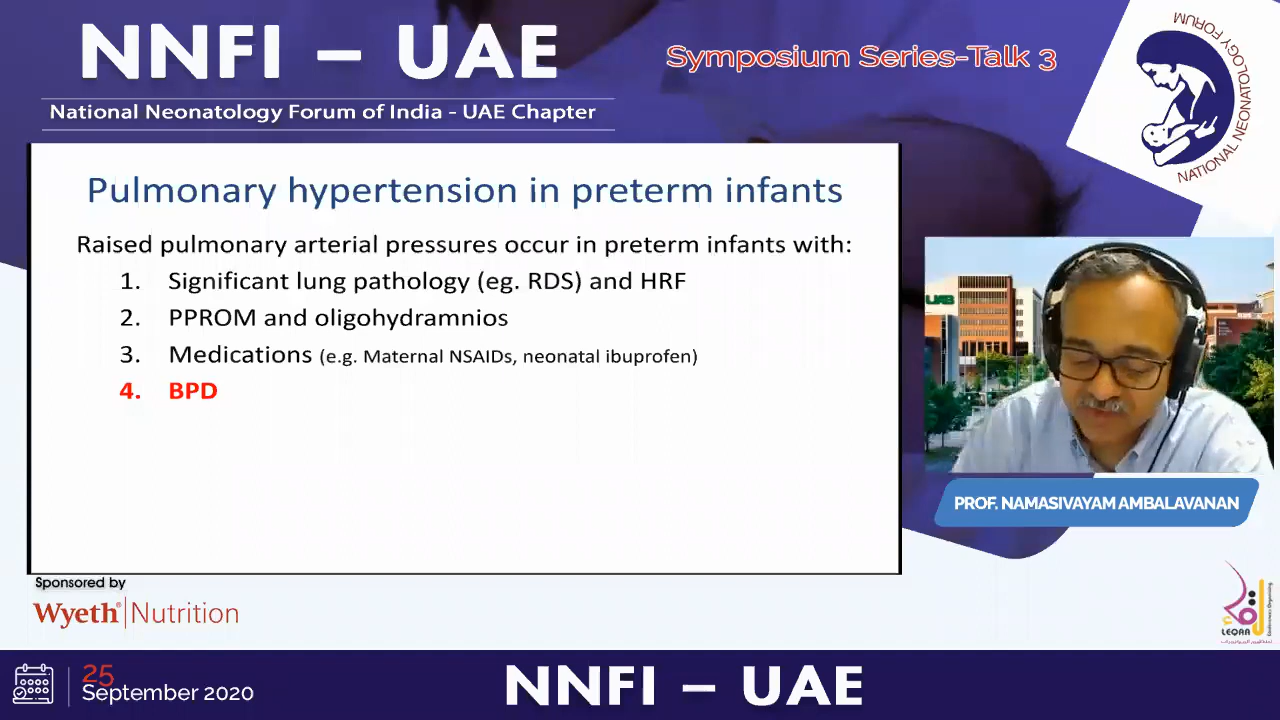 NNFI – UAE
National Neonatology Forum of India - UAE Chapter
Symposium Series-Talk 3
NATIONAL NEONATOLOGY FORUM
Pulmonary hypertension in preterm infants
Raised pulmonary arterial pressures occur in preterm infants with:
1. Significant lung pathology (eg. RDS) and HRF
2. PPROM and oligohydramnios
3. Medications (e.g. Maternal NSAIDs, neonatal ibuprofen)
4. BPD
UAB
PROF. NAMASIVAYAM AMBALAVANAN
Sponsored by
Wyeth® Nutrition
LEQAA
25
September 2020
NNFI – UAE